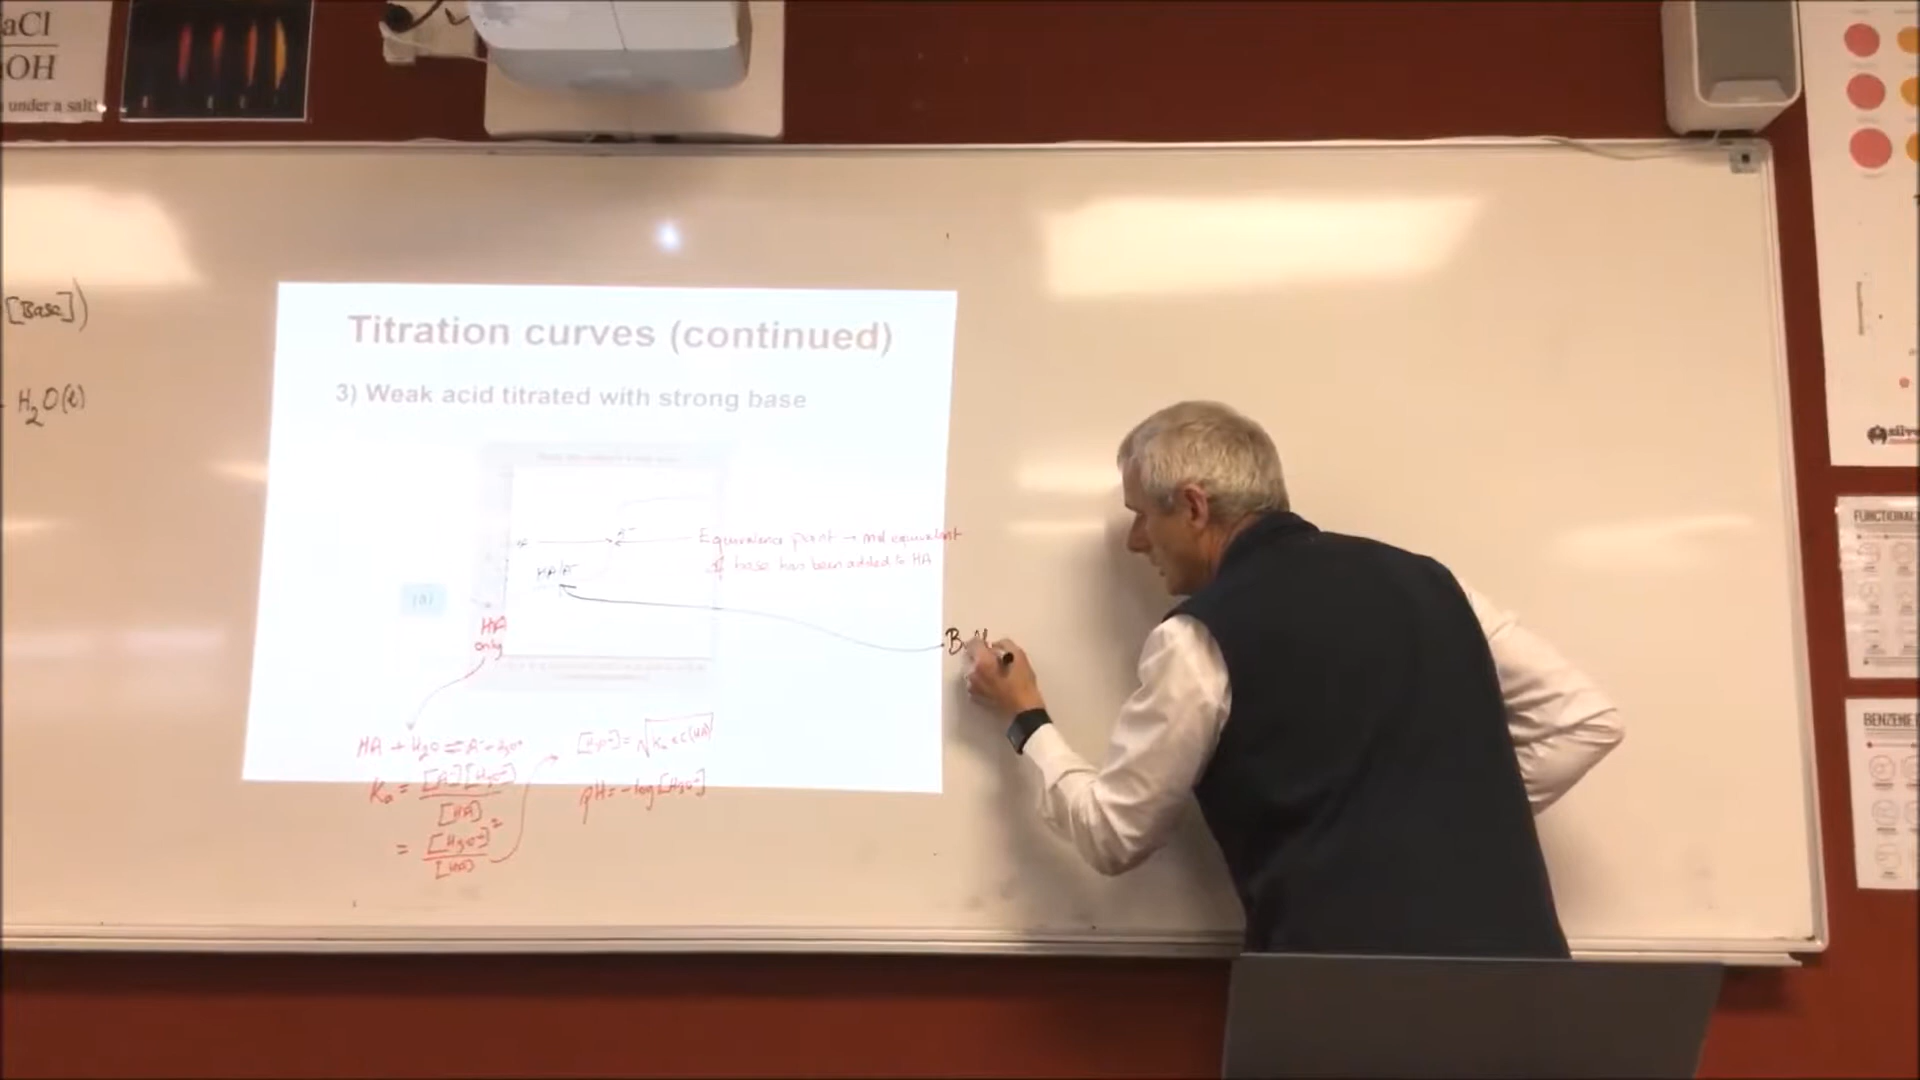 aCl
OH
under a salt!
[Base])
H₂O(l)
Titration curves (continued)
3) Weak acid titrated with strong base
A⁻
Equivalence point → mol equivalent
of base has been added to HA
HA/A⁻
(a)
HA
only
B
HA + H₂O ⇌ A⁻ + H₃O⁺
[H₃O⁺] = √Ka × c(HA)
Ka = [A⁻][H₃O⁺]
[HA]
pH = -log[H₃O⁺]
= [H₃O⁺]²
[HA]
silve
FUNCTIONAL
BENZENE